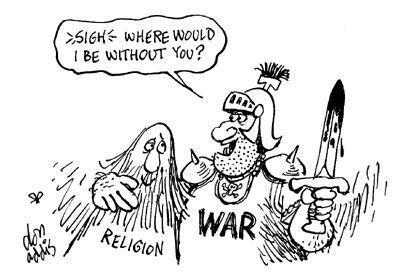 SIGH WHERE WOULD
I BE WITHOUT YOU?
WAR
RELIGION
don
addis